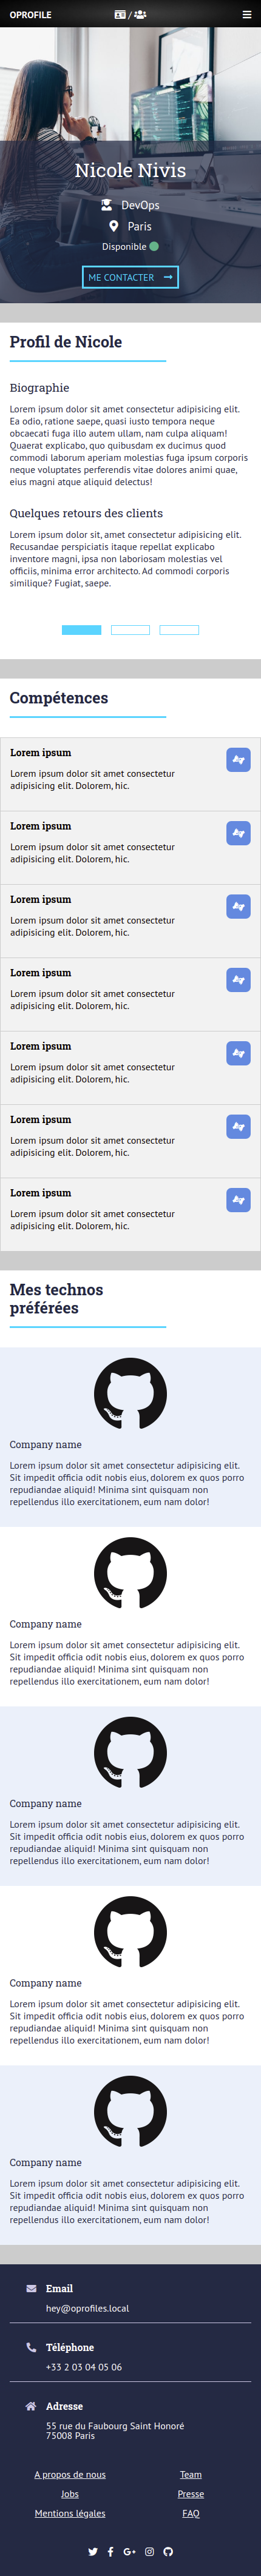 OPROFILE
/
Nicole Nivis
DevOps
Paris
Disponible
ME CONTACTER
Profil de Nicole
Biographie
Lorem ipsum dolor sit amet consectetur adipisicing elit.
Ea odio, ratione saepe, quasi iusto tempora neque
obcaecati fuga illo autem ullam, nam culpa aliquam!
Quaerat explicabo, quo quibusdam ex ducimus quod
commodi laborum aperiam molestias fuga ipsum corporis
neque voluptates perferendis vitae dolores animi quae,
eius magni atque aliquid delectus!
Quelques retours des clients
Lorem ipsum dolor sit, amet consectetur adipisicing elit.
Recusandae perspiciatis itaque repellat explicabo
inventore magni, ipsa non laboriosam molestias vel
officiis, minima error architecto. Ad commodi corporis
similique? Fugiat, saepe.
Compétences
Lorem ipsum
Lorem ipsum dolor sit amet consectetur
adipisicing elit. Dolorem, hic.
Lorem ipsum
Lorem ipsum dolor sit amet consectetur
adipisicing elit. Dolorem, hic.
Lorem ipsum
Lorem ipsum dolor sit amet consectetur
adipisicing elit. Dolorem, hic.
Lorem ipsum
Lorem ipsum dolor sit amet consectetur
adipisicing elit. Dolorem, hic.
Lorem ipsum
Lorem ipsum dolor sit amet consectetur
adipisicing elit. Dolorem, hic.
Lorem ipsum
Lorem ipsum dolor sit amet consectetur
adipisicing elit. Dolorem, hic.
Lorem ipsum
Lorem ipsum dolor sit amet consectetur
adipisicing elit. Dolorem, hic.
Mes technos
préférées
Company name
Lorem ipsum dolor sit amet consectetur adipisicing elit.
Sit impedit officia odit nobis eius, dolorem ex quos porro
repudiandae aliquid! Minima sint quisquam non
repellendus illo exercitationem, eum nam dolor!
Company name
Lorem ipsum dolor sit amet consectetur adipisicing elit.
Sit impedit officia odit nobis eius, dolorem ex quos porro
repudiandae aliquid! Minima sint quisquam non
repellendus illo exercitationem, eum nam dolor!
Company name
Lorem ipsum dolor sit amet consectetur adipisicing elit.
Sit impedit officia odit nobis eius, dolorem ex quos porro
repudiandae aliquid! Minima sint quisquam non
repellendus illo exercitationem, eum nam dolor!
Company name
Lorem ipsum dolor sit amet consectetur adipisicing elit.
Sit impedit officia odit nobis eius, dolorem ex quos porro
repudiandae aliquid! Minima sint quisquam non
repellendus illo exercitationem, eum nam dolor!
Company name
Lorem ipsum dolor sit amet consectetur adipisicing elit.
Sit impedit officia odit nobis eius, dolorem ex quos porro
repudiandae aliquid! Minima sint quisquam non
repellendus illo exercitationem, eum nam dolor!
Email
hey@oprofiles.local
Téléphone
+33 2 03 04 05 06
Adresse
55 rue du Faubourg Saint Honoré
75008 Paris
A propos de nous Team
Jobs Presse
Mentions légales FAQ